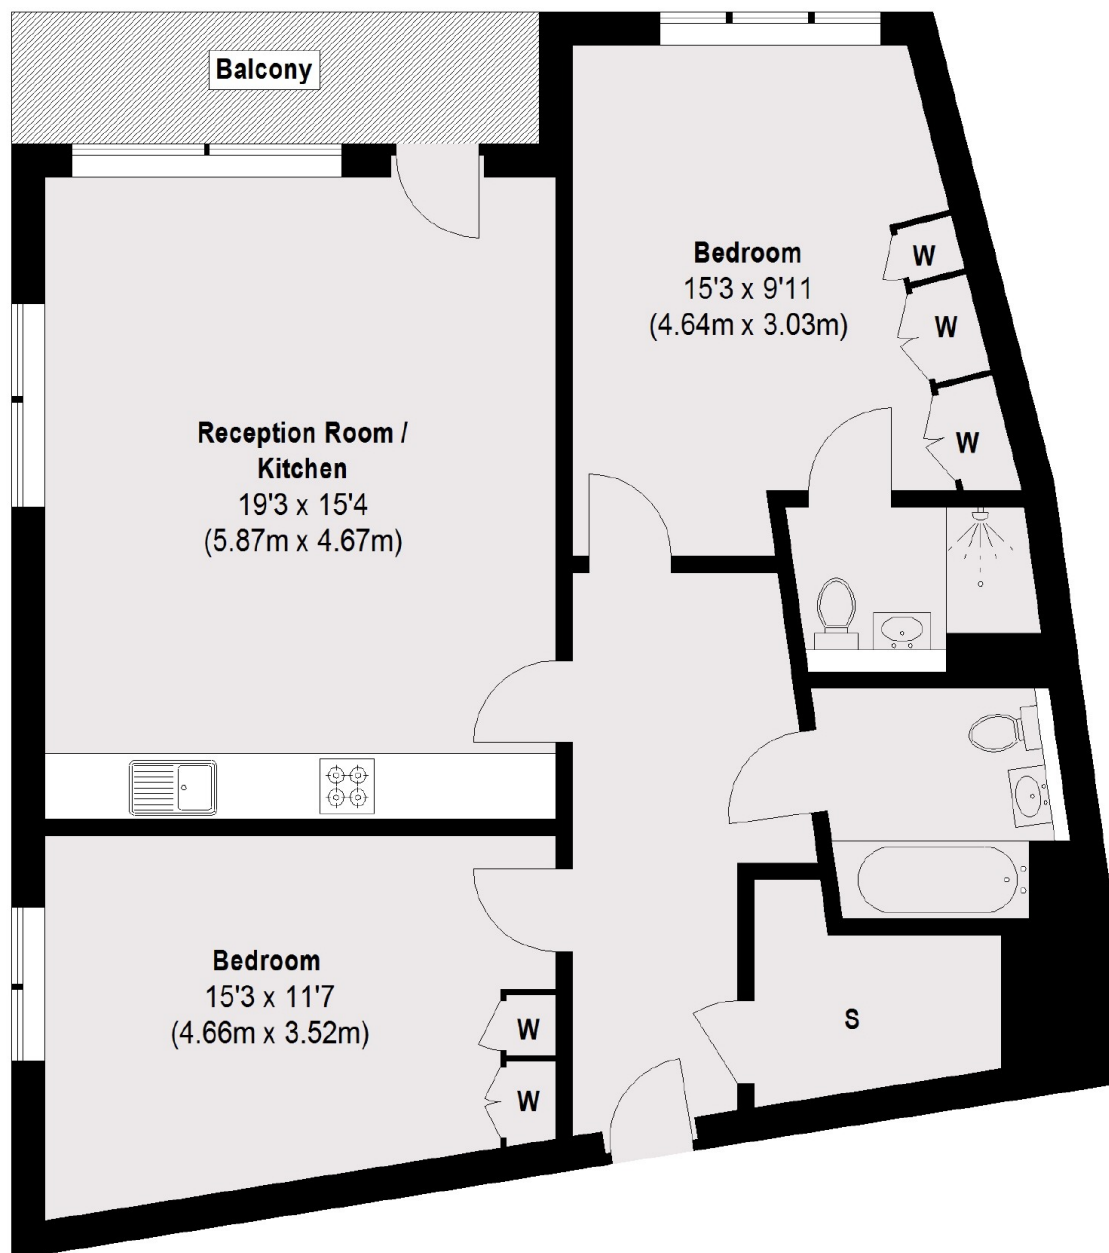 Balcony
Bedroom
15'3 x 9'11
(4.64m x 3.03m)
W
W
W
Reception Room /
Kitchen
19'3 x 15'4
(5.87m x 4.67m)
Bedroom
15'3 x 11'7
(4.66m x 3.52m)
W
W
S